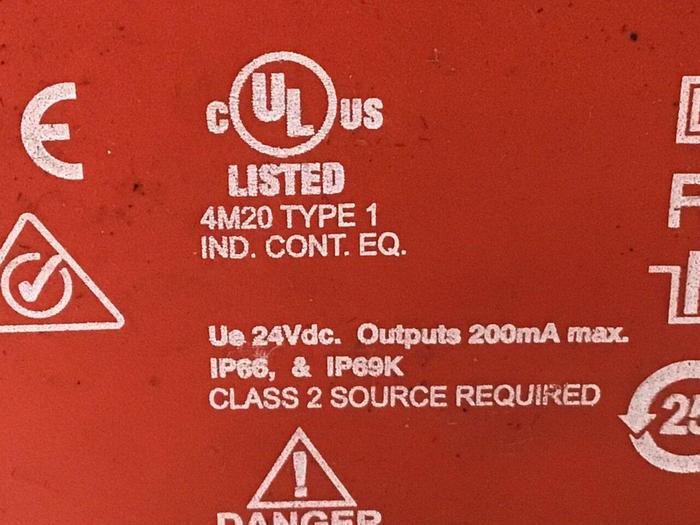 CE
C UL US
LISTED
4M20 TYPE 1
IND. CONT. EQ.
Ue 24Vdc. Outputs 200mA max.
IP66, & IP69K
CLASS 2 SOURCE REQUIRED
25
!
DANGER